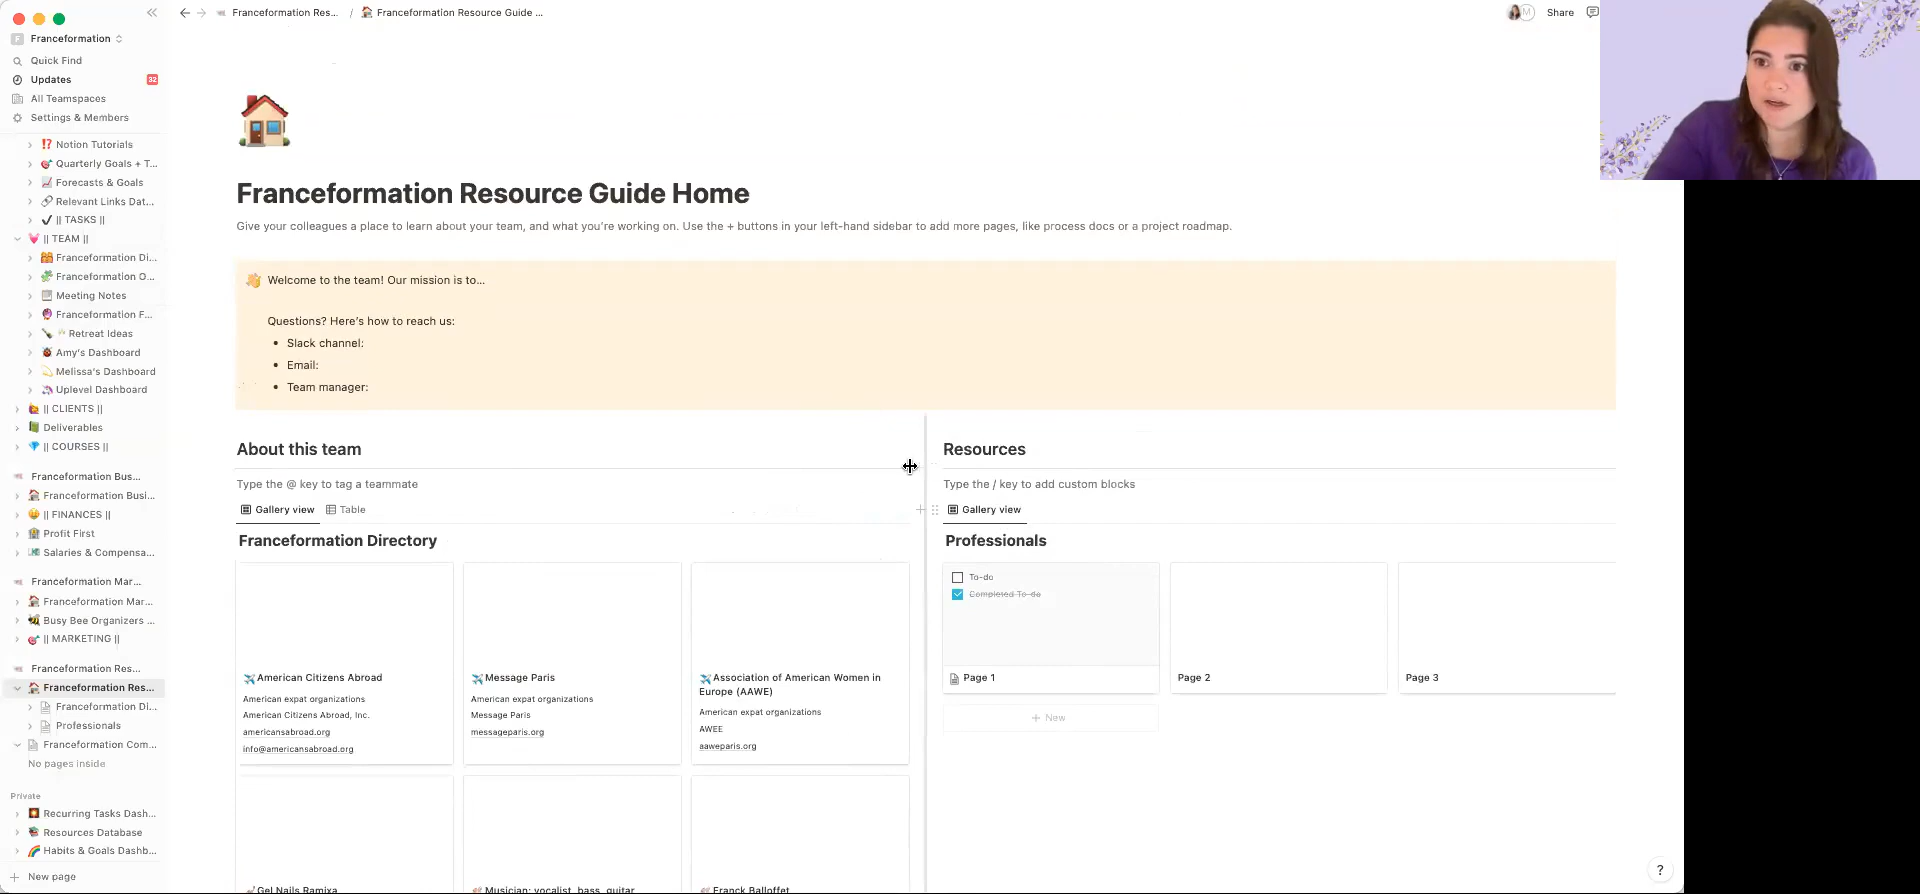 Franceformation
Quick Find
Updates
32
All Teamspaces
Settings & Members
Notion Tutorials
Quarterly Goals + T...
Forecasts & Goals
Relevant Links Dat...
|| TASKS ||
|| TEAM ||
Franceformation Di...
Franceformation O...
Meeting Notes
Franceformation F...
Retreat Ideas
Amy's Dashboard
Melissa's Dashboard
Uplevel Dashboard
|| CLIENTS ||
Deliverables
|| COURSES ||
Franceformation Bus...
Franceformation Busi...
|| FINANCES ||
Profit First
Salaries & Compensa...
Franceformation Mar...
Franceformation Mar...
Busy Bee Organizers ...
|| MARKETING ||
Franceformation Res...
Franceformation Res...
Franceformation Di...
Professionals
Franceformation Com...
No pages inside
Private
Recurring Tasks Dash...
Resources Database
Habits & Goals Dashb...
New page
Franceformation Res... / Franceformation Resource Guide ...
M
Share
Franceformation Resource Guide Home
Give your colleagues a place to learn about your team, and what you're working on. Use the + buttons in your left-hand sidebar to add more pages, like process docs or a project roadmap.
Welcome to the team! Our mission is to...
Questions? Here's how to reach us:
• Slack channel:
• Email:
• Team manager:
About this team
Type the @ key to tag a teammate
Gallery view Table
Franceformation Directory
American Citizens Abroad
American expat organizations
American Citizens Abroad, Inc.
americansabroad.org
info@americansabroad.org
Message Paris
American expat organizations
Message Paris
messageparis.org
Association of American Women in
Europe (AAWE)
American expat organizations
AWEE
aaweparis.org
Gel Nails Ramixa
Musician: vocalist, bass, guitar
Franck Balloffet
Resources
Type the / key to add custom blocks
Gallery view
Professionals
To-do
Completed To-do
Page 1
Page 2
Page 3
+ New
?